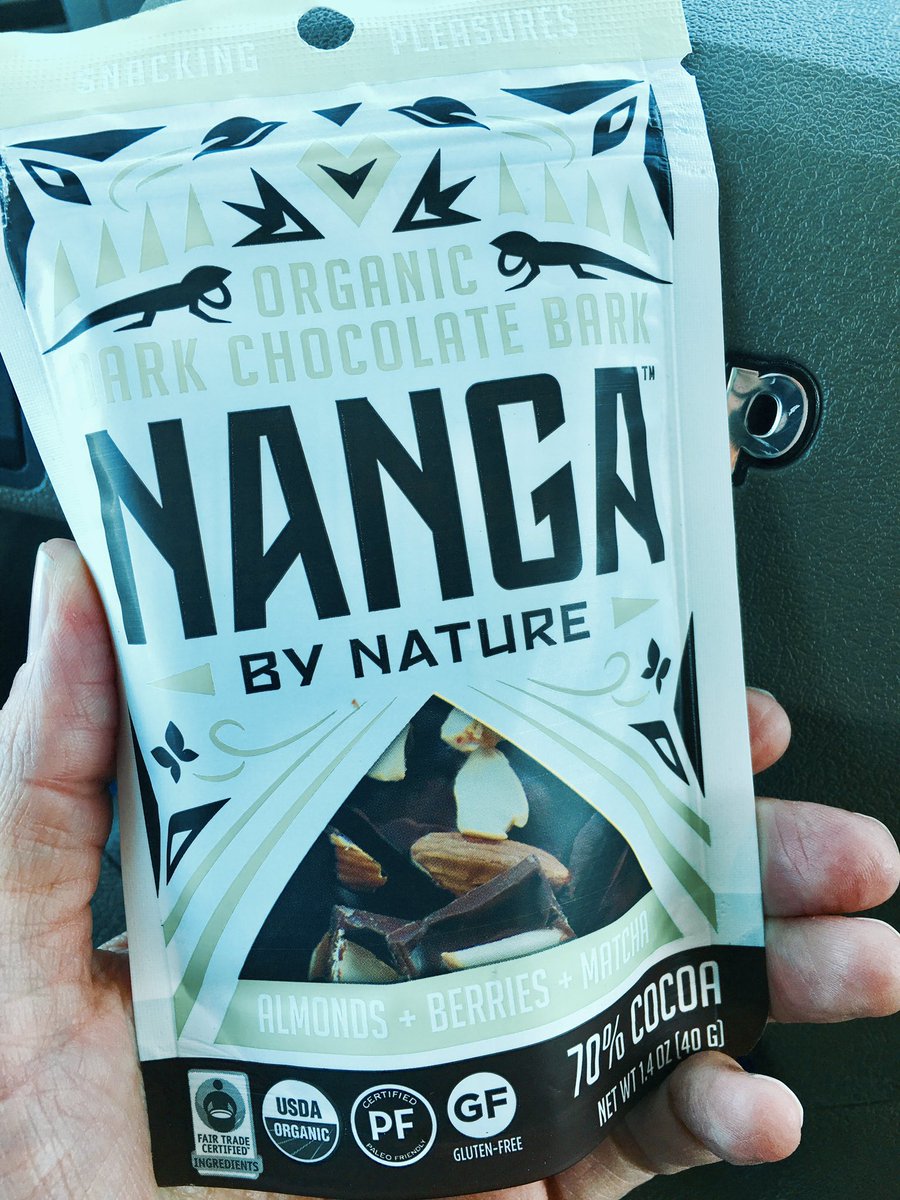 SNACKING PLEASURES
ORGANIC
DARK CHOCOLATE BARK
NANGA™
BY NATURE
ALMONDS + BERRIES + MATCHA
70% COCOA
NET WT 1.4 OZ (40 G)
FAIR TRADE
CERTIFIED™
INGREDIENTS
USDA
ORGANIC
CERTIFIED
PF
PALEO FRIENDLY
GF
GLUTEN-FREE